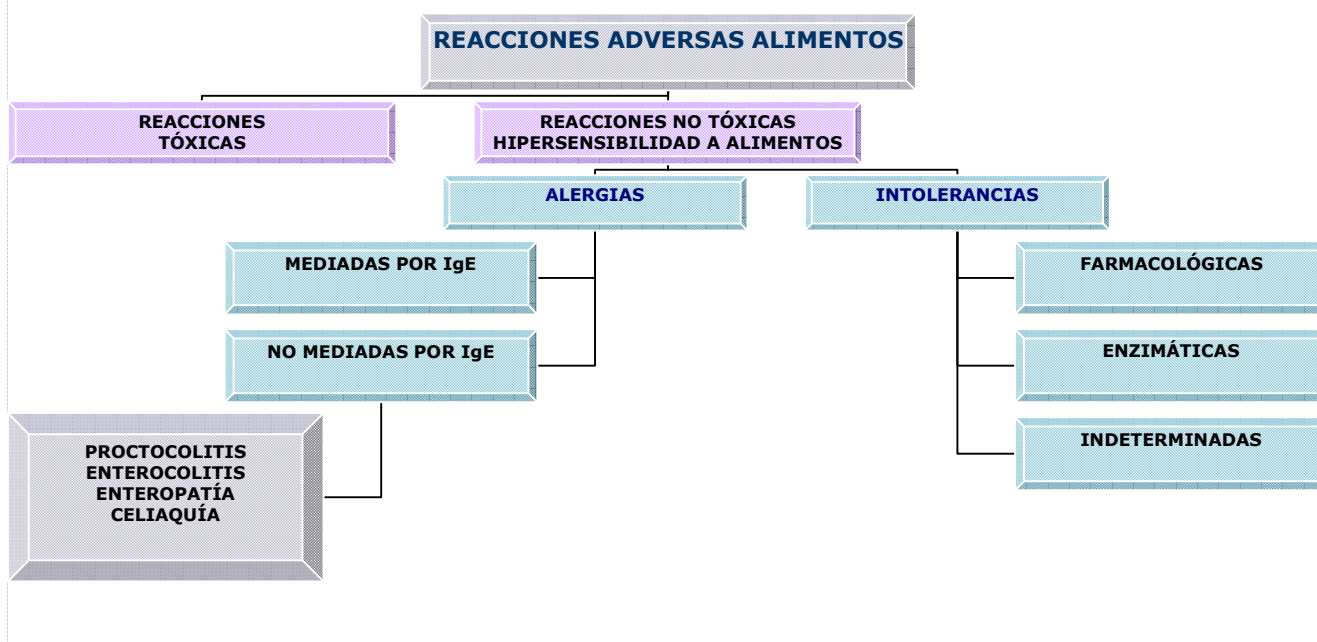 REACCIONES ADVERSAS ALIMENTOS
REACCIONES
TÓXICAS
REACCIONES NO TÓXICAS
HIPERSENSIBILIDAD A ALIMENTOS
ALERGIAS
INTOLERANCIAS
MEDIADAS POR IgE
FARMACOLÓGICAS
NO MEDIADAS POR IgE
ENZIMÁTICAS
PROCTOCOLITIS
ENTEROCOLITIS
ENTEROPATÍA
CELIAQUÍA
INDETERMINADAS